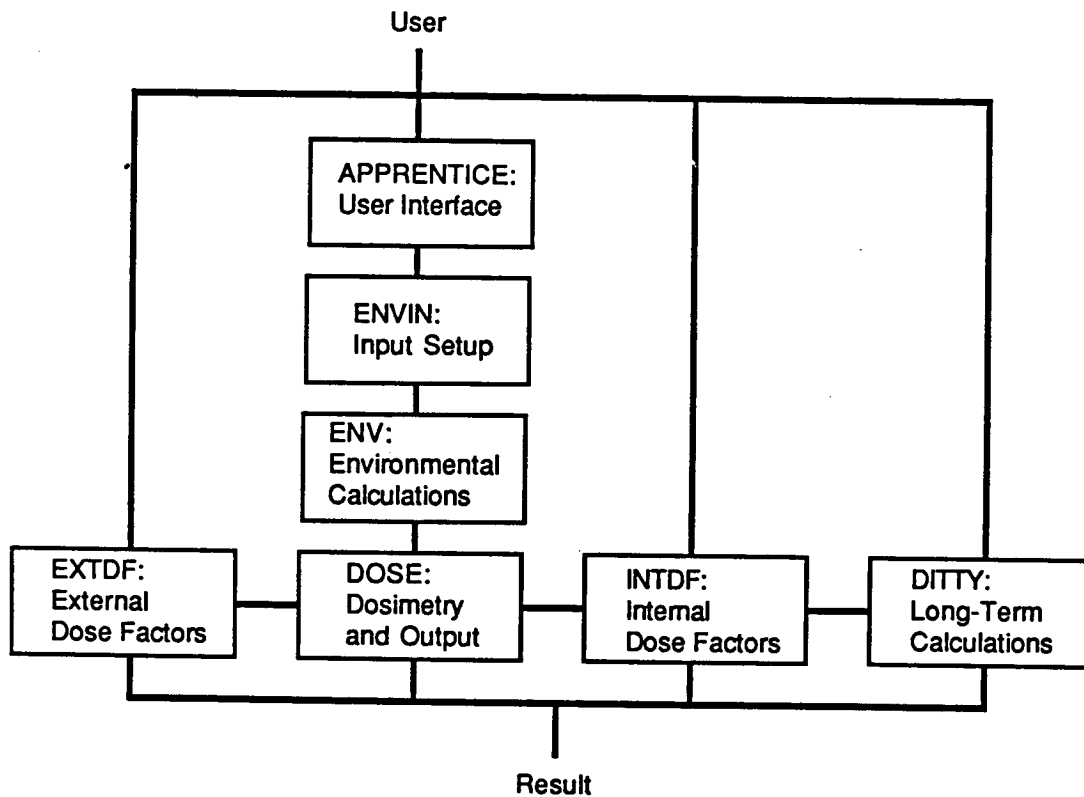 User
APPRENTICE:
User Interface
ENVIN:
Input Setup
ENV:
Environmental
Calculations
EXTDF:
External
Dose Factors
DOSE:
Dosimetry
and Output
INTDF:
Internal
Dose Factors
DITTY:
Long-Term
Calculations
Result